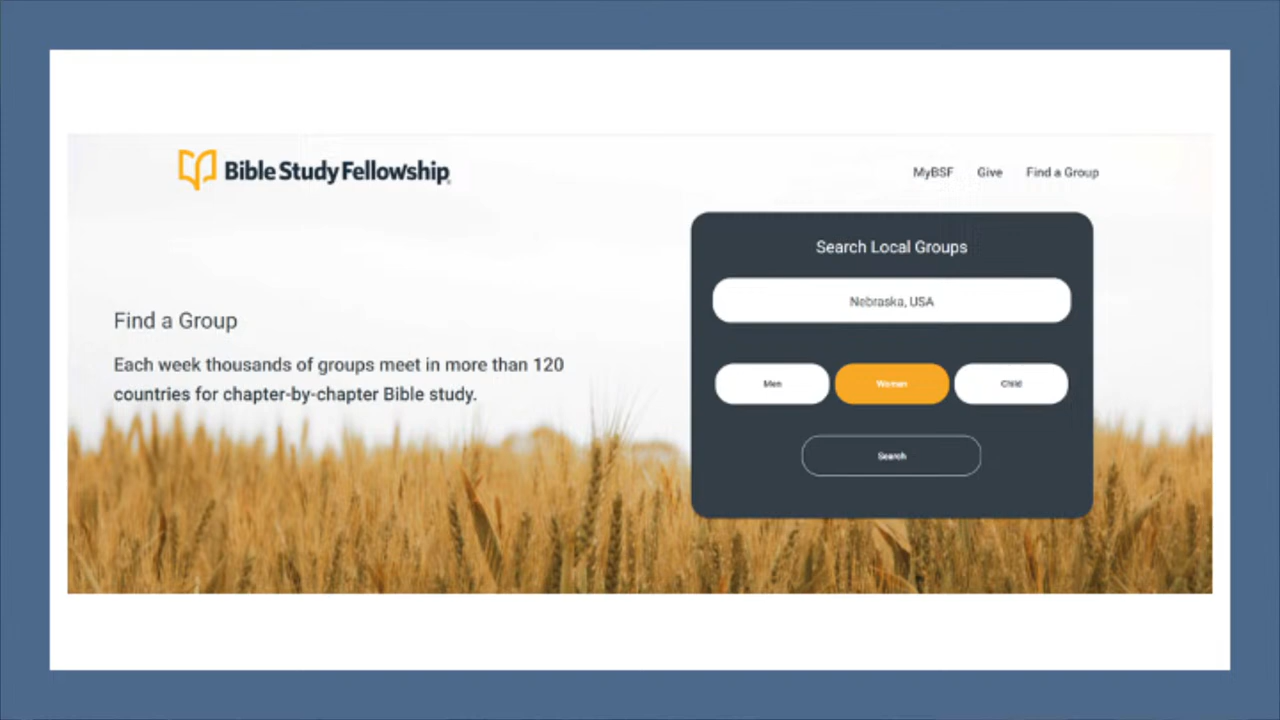 Bible Study Fellowship
MyBSF Give Find a Group
Search Local Groups
Nebraska, USA
Find a Group
Each week thousands of groups meet in more than 120
countries for chapter-by-chapter Bible study.
Men Women Child
Search